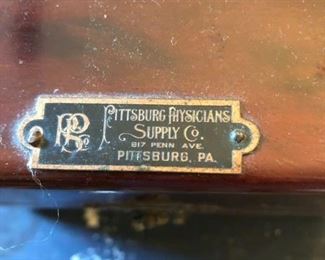 PITTSBURG PHYSICIANS
SUPPLY CO.
817 PENN AVE.
PITTSBURG, PA.